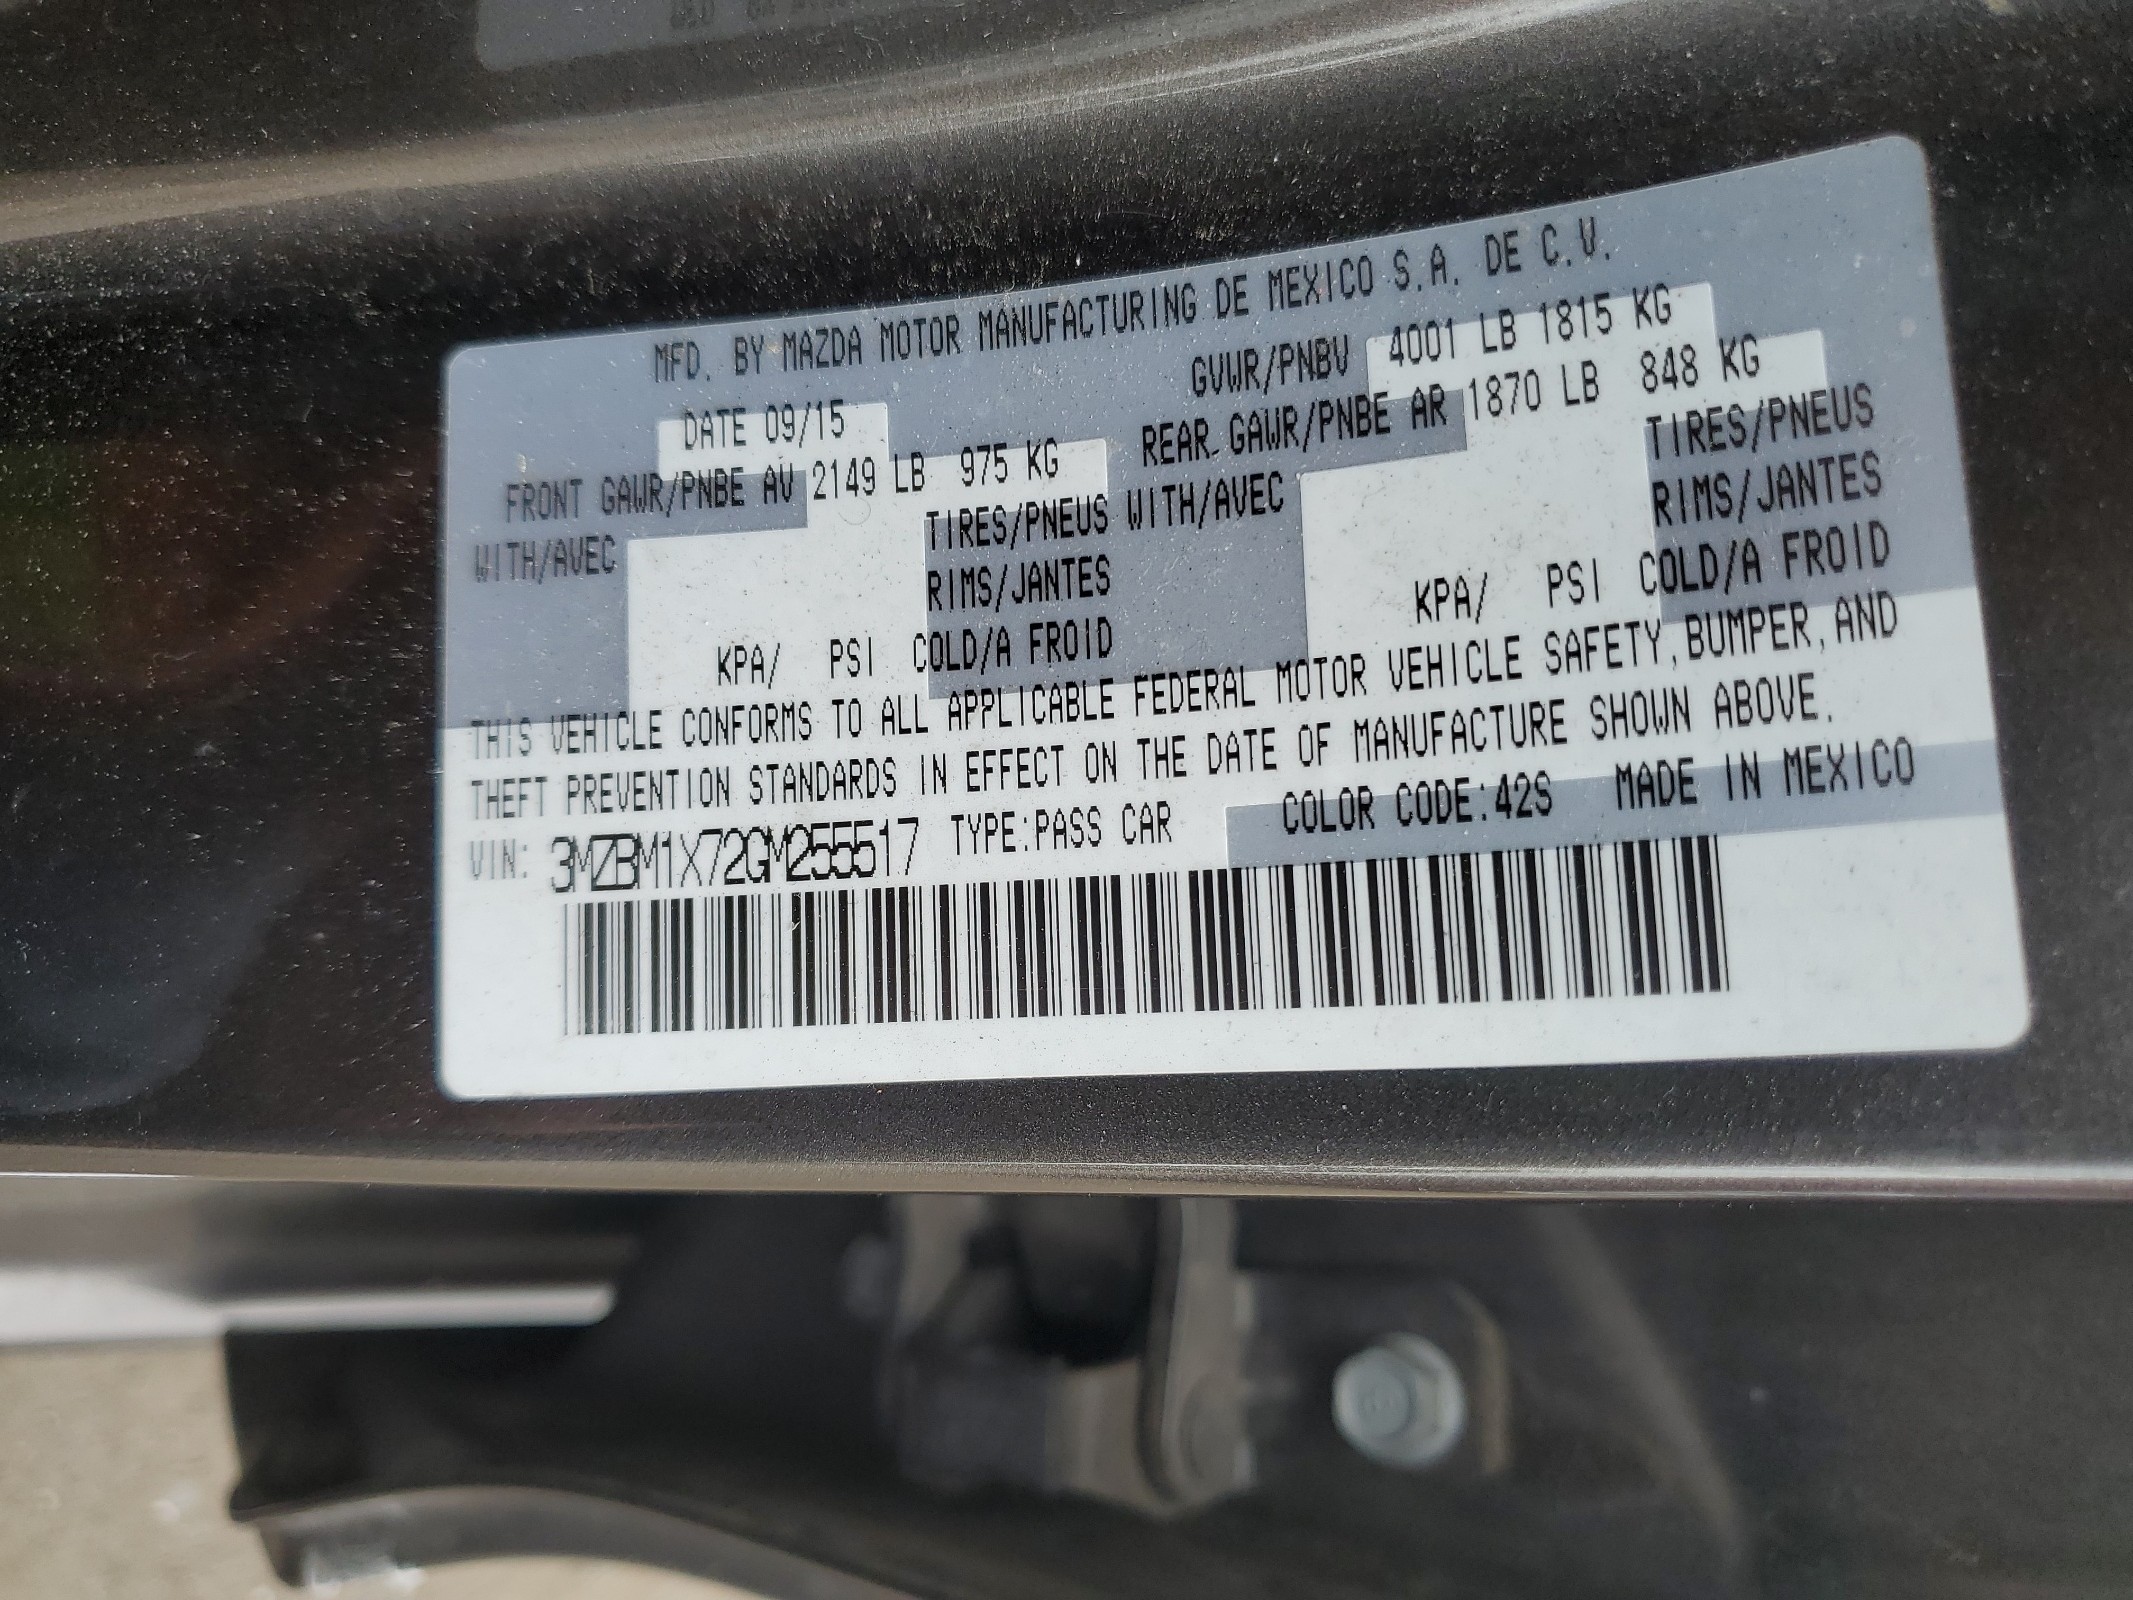 MFD. BY MAZDA MOTOR MANUFACTURING DE MEXICO S.A. DE C.V.
DATE 09/15 GVWR/PNBV 4001 LB 1815 KG
FRONT GAWR/PNBE AV 2149 LB 975 KG REAR GAWR/PNBE AR 1870 LB 848 KG
WITH/AVEC TIRES/PNEUS WITH/AVEC TIRES/PNEUS
RIMS/JANTES RIMS/JANTES
KPA/ PSI COLD/A FROID KPA/ PSI COLD/A FROID
THIS VEHICLE CONFORMS TO ALL APPLICABLE FEDERAL MOTOR VEHICLE SAFETY, BUMPER, AND
THEFT PREVENTION STANDARDS IN EFFECT ON THE DATE OF MANUFACTURE SHOWN ABOVE.
VIN: 3MZBM1X72GM255517 TYPE:PASS CAR COLOR CODE:42S MADE IN MEXICO